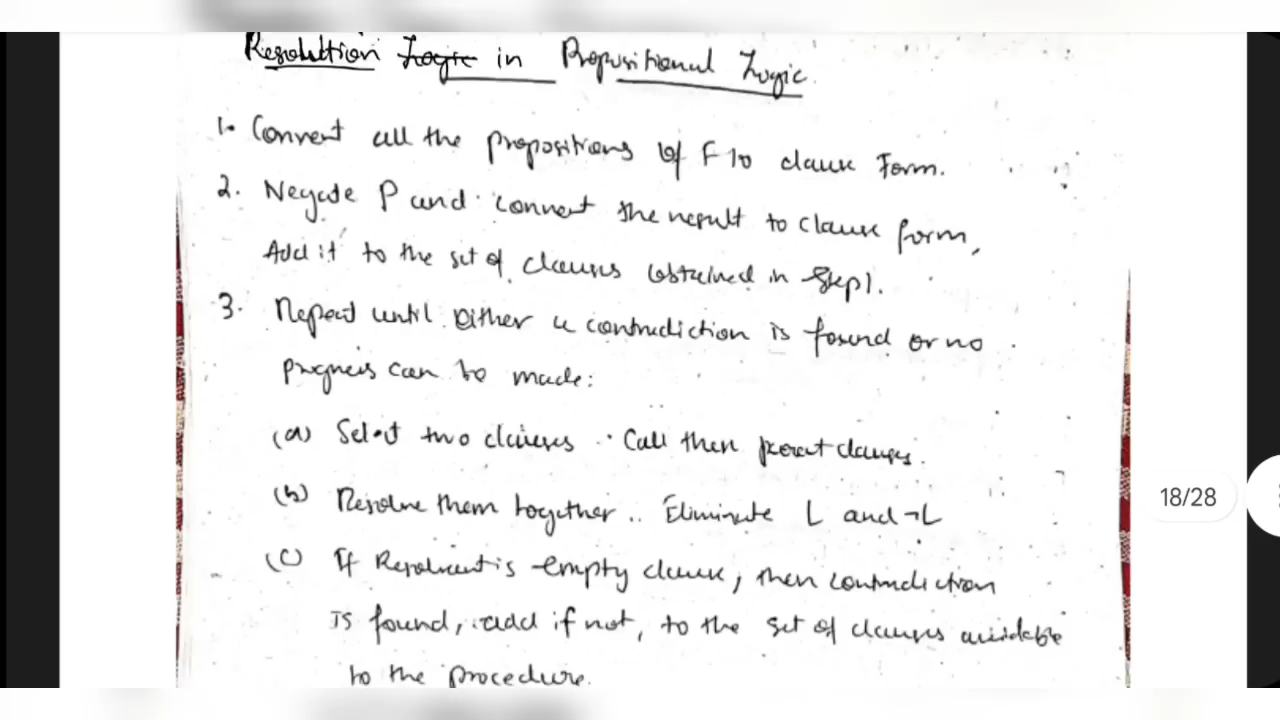 Resolution Logic in Propositional Logic
1. Convert all the propositions of F to clause Form.
2. Negate P and convert the result to clause form,
Add it to the set of clauses obtained in Step 1.
3. Repeat until either a contradiction is found or no
progress can be made:
(a) Select two clauses. Call then parent clauses.
(b) Resolve them together. Eliminate L and ¬L
(c) If Resolvent is empty clause, then contradiction
is found, add if not, to the set of clauses available
to the procedure.
18/28